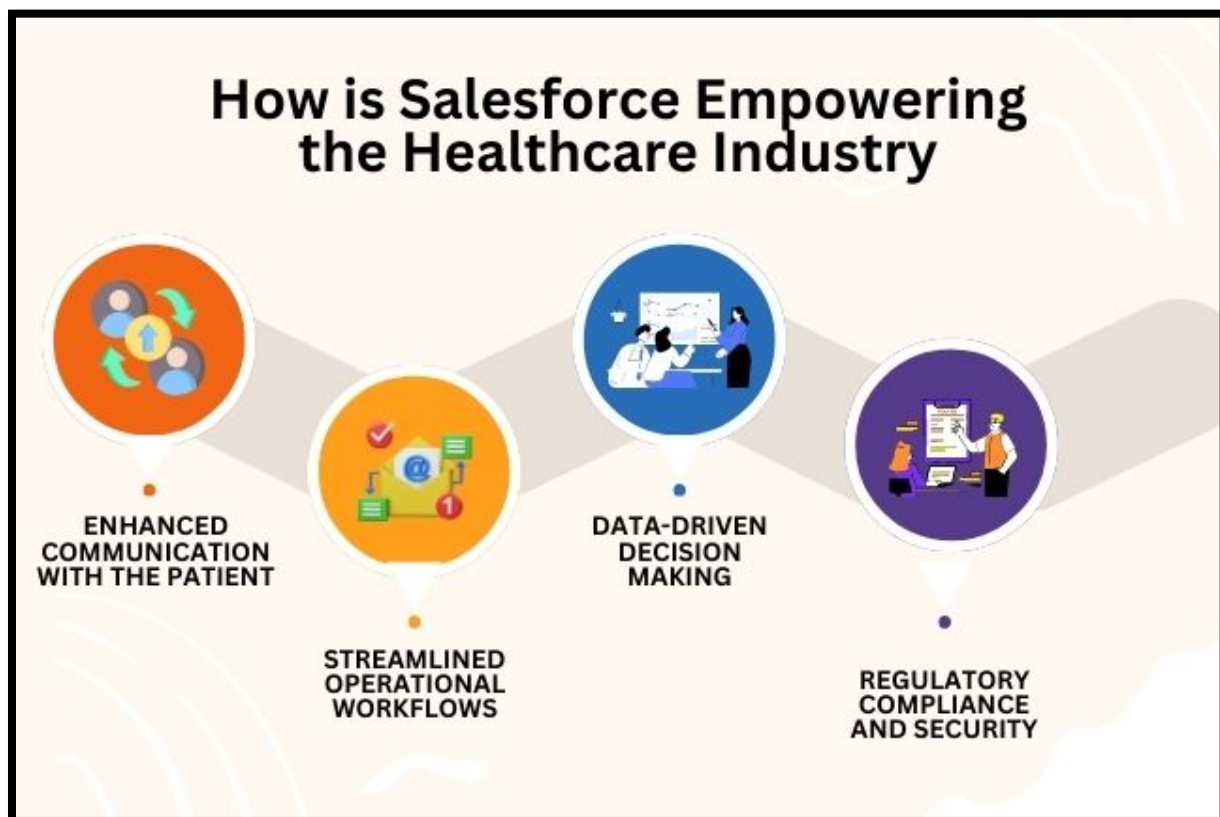 How is Salesforce Empowering
the Healthcare Industry
ENHANCED
COMMUNICATION
WITH THE PATIENT
STREAMLINED
OPERATIONAL
WORKFLOWS
DATA-DRIVEN
DECISION
MAKING
REGULATORY
COMPLIANCE
AND SECURITY
@
1